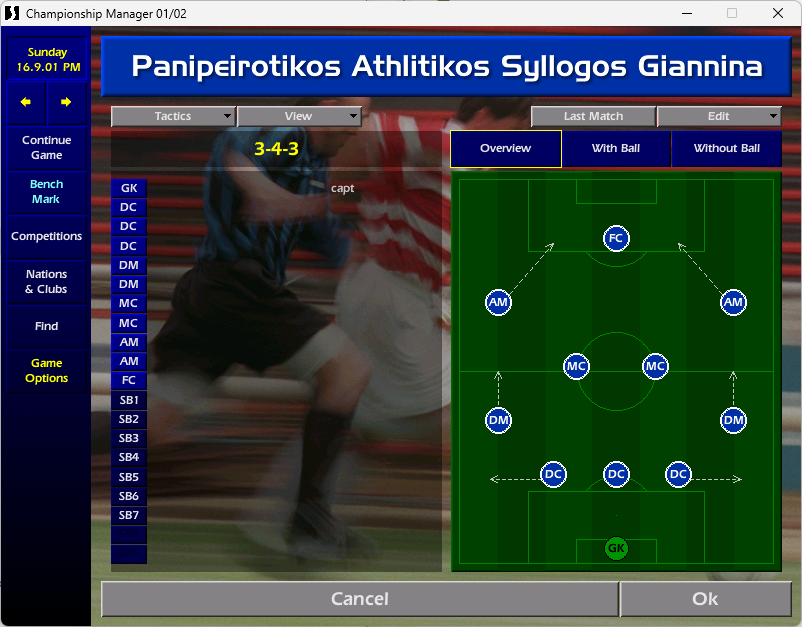 Championship Manager 01/02
Sunday
16.9.01 PM
Panipeirotikos Athlitikos Syllogos Giannina
Continue
Game
Bench
Mark
Competitions
Nations
& Clubs
Find
Game
Options
Tactics
View
Last Match
Edit
3-4-3
Overview
With Ball
Without Ball
GK
capt
DC
DC
DC
DM
DM
MC
MC
AM
AM
FC
SB1
SB2
SB3
SB4
SB5
SB6
SB7
FC
AM
AM
MC
MC
DM
DM
DC
DC
DC
GK
Cancel
Ok